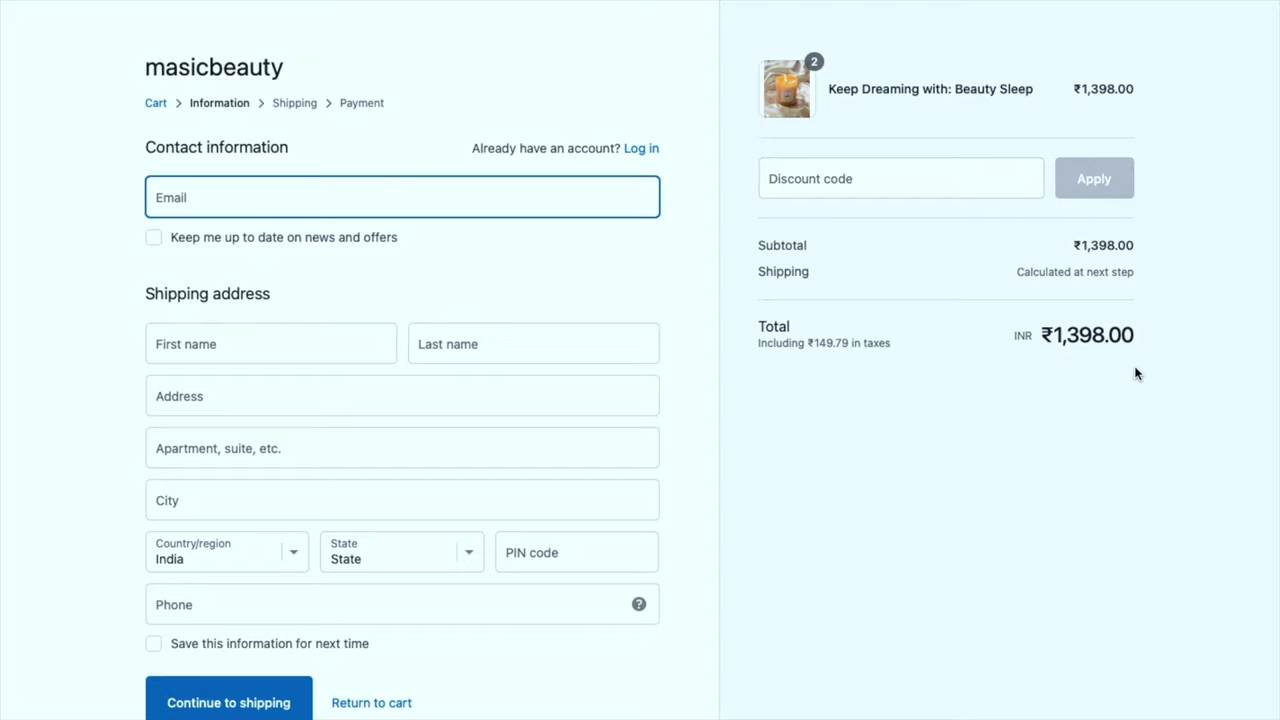 masicbeauty
Cart > Information > Shipping > Payment
Contact information
Already have an account? Log in
Email
Keep me up to date on news and offers
Shipping address
First name
Last name
Address
Apartment, suite, etc.
City
Country/region
India
State
State
PIN code
Phone
?
Save this information for next time
Continue to shipping
Return to cart
2
Keep Dreaming with: Beauty Sleep
₹1,398.00
Discount code
Apply
Subtotal
₹1,398.00
Shipping
Calculated at next step
Total
Including ₹149.79 in taxes
INR ₹1,398.00